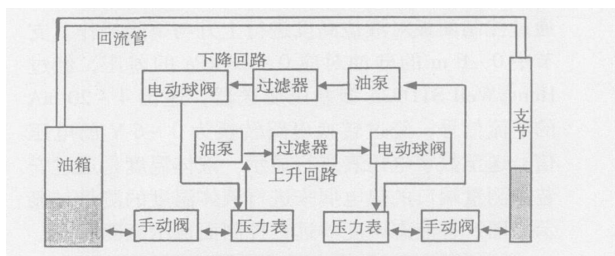 回流管
下降回路
电动球阀
过滤器
油泵
支节
油箱
油泵
过滤器
电动球阀
上升回路
手动阀
压力表
压力表
手动阀